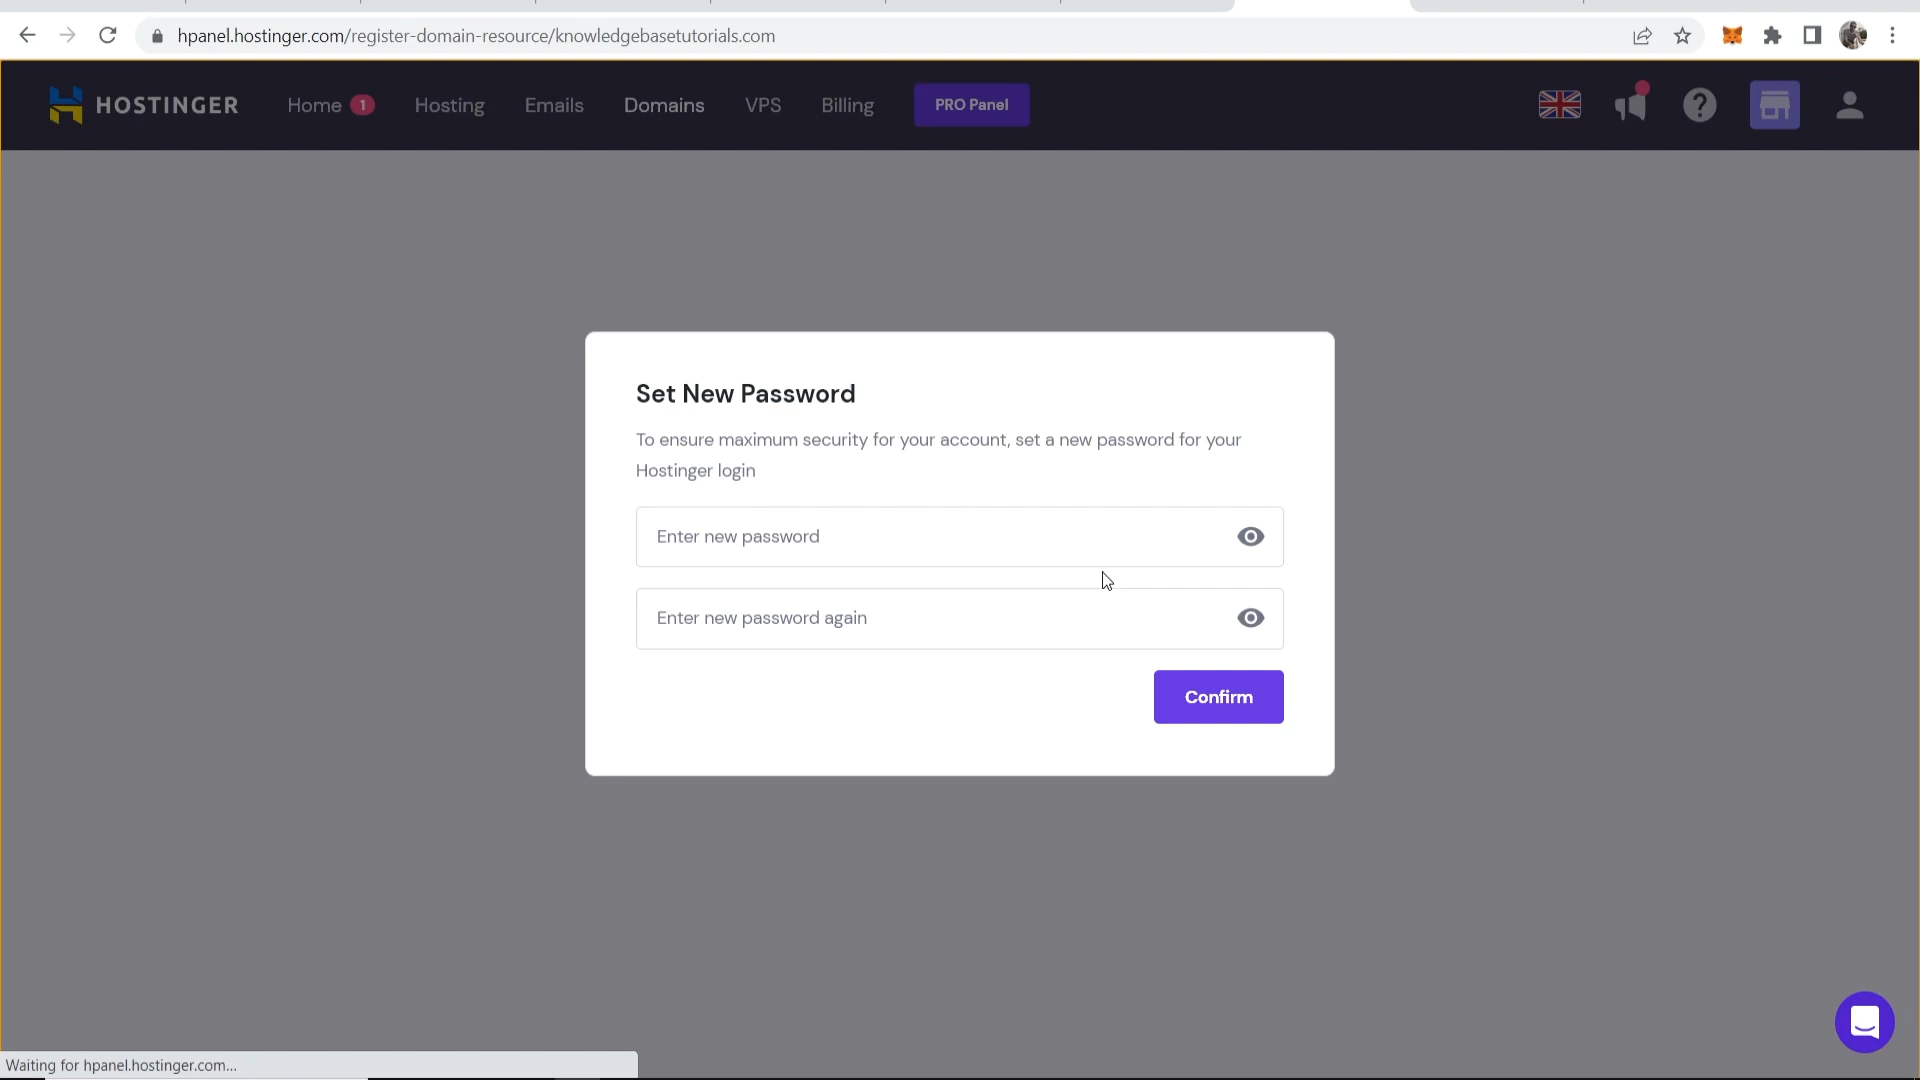 hpanel.hostinger.com/register-domain-resource/knowledgebasetutorials.com
HOSTINGER
Home 1
Hosting
Emails
Domains
VPS
Billing
PRO Panel
Set New Password
To ensure maximum security for your account, set a new password for your
Hostinger login
Enter new password
Enter new password again
Confirm
Waiting for hpanel.hostinger.com...